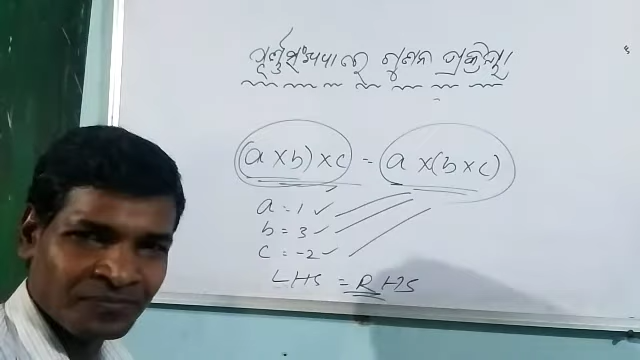 ପୂର୍ଣ୍ଣସଂଖ୍ୟାରେ ଗୁଣନ ପ୍ରକ୍ରିୟା
(a × b) × c = a × (b × c)
a = 1 ✓
b = 3 ✓
c = -2 ✓
LHS = RHS